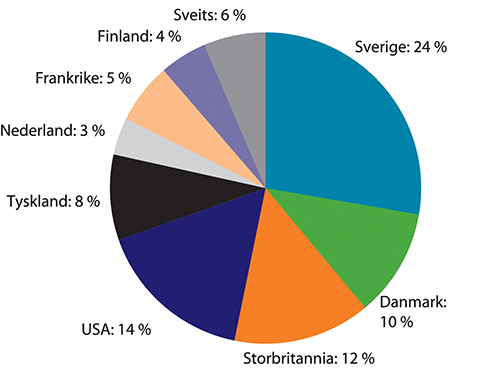 Sveits: 6 %
Finland: 4 %
Sverige: 24 %
Frankrike: 5 %
Nederland: 3 %
Tyskland: 8 %
Danmark:
10 %
USA: 14 %
Storbritannia: 12 %